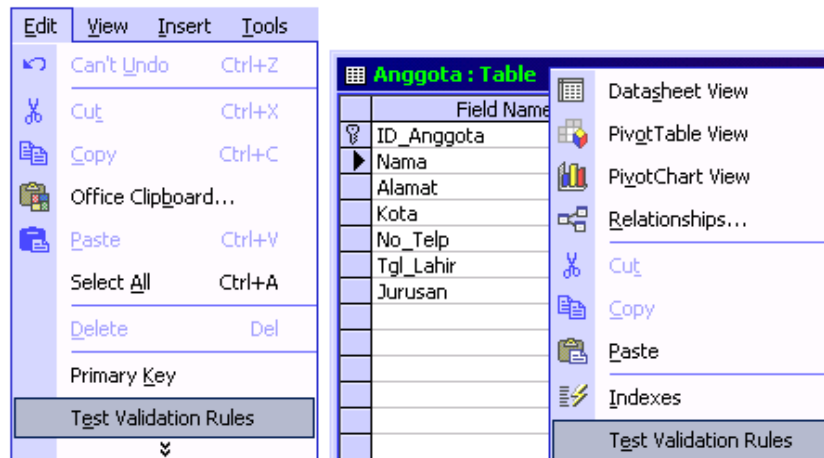 Edit View Insert Tools
Can't Undo Ctrl+Z
Cut Ctrl+X
Copy Ctrl+C
Office Clipboard...
Paste Ctrl+V
Select All Ctrl+A
Delete Del
Primary Key
Test Validation Rules
Anggota : Table
Field Name
ID_Anggota
Nama
Alamat
Kota
No_Telp
Tgl_Lahir
Jurusan
Datasheet View
PivotTable View
PivotChart View
Relationships...
Cut
Copy
Paste
Indexes
Test Validation Rules